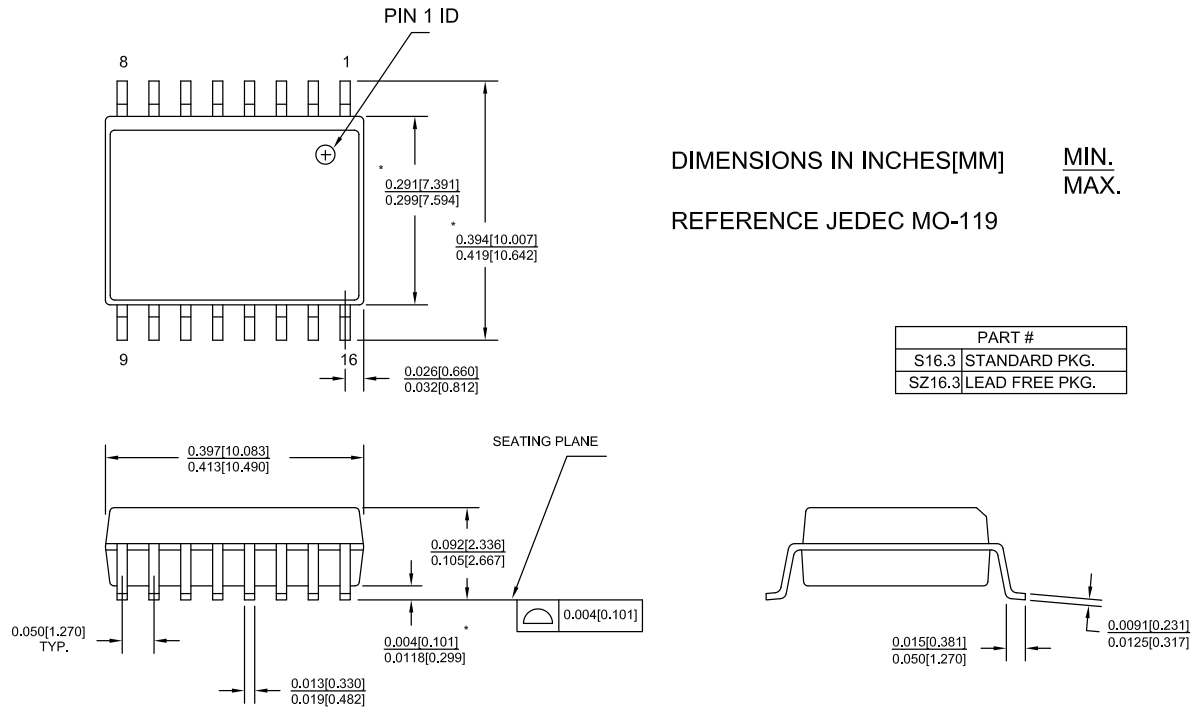 PIN 1 ID
8
1
*
0.291[7.391]
0.299[7.594]
*
0.394[10.007]
0.419[10.642]
DIMENSIONS IN INCHES[MM]
MIN.
MAX.
REFERENCE JEDEC MO-119
9
16
0.026[0.660]
0.032[0.812]
PART #
S16.3 STANDARD PKG.
SZ16.3 LEAD FREE PKG.
0.397[10.083]
0.413[10.490]
SEATING PLANE
0.092[2.336]
0.105[2.667]
0.004[0.101]
0.050[1.270]
TYP.
*
0.004[0.101]
0.0118[0.299]
0.013[0.330]
0.019[0.482]
0.015[0.381]
0.050[1.270]
0.0091[0.231]
0.0125[0.317]